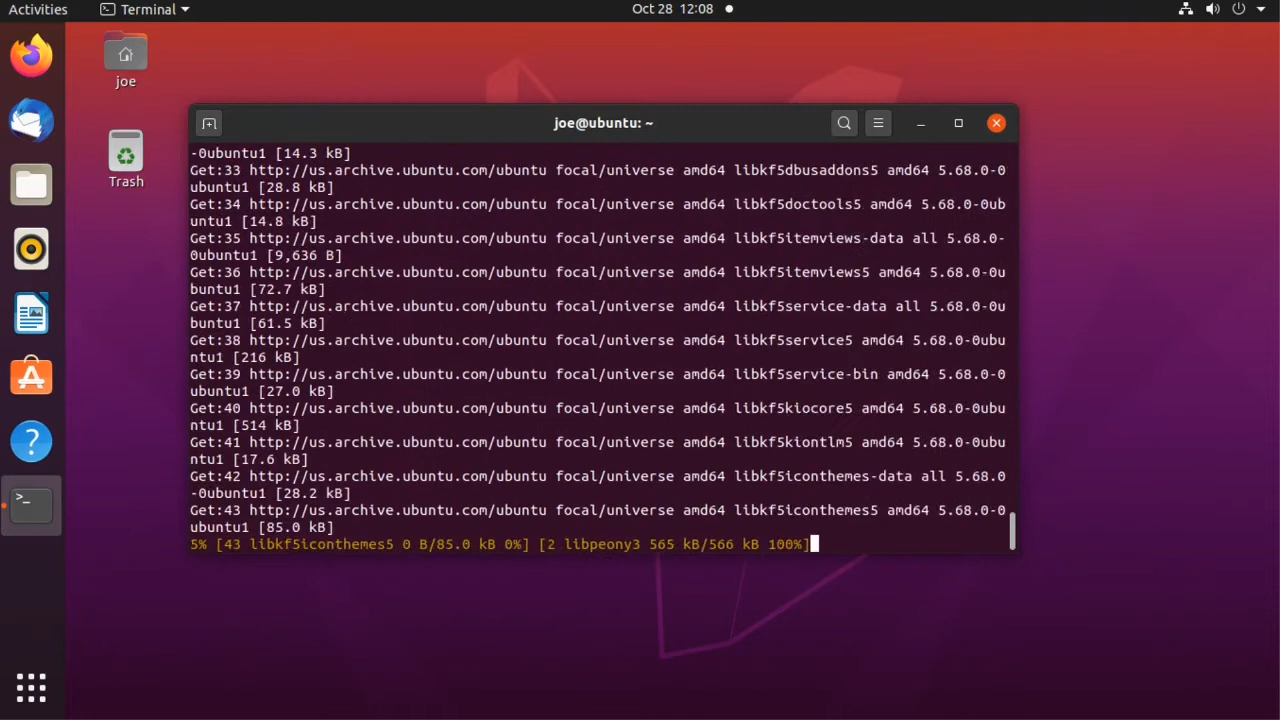 Activities
Terminal
Oct 28 12:08
joe
Trash
joe@ubuntu: ~
-0ubuntu1 [14.3 kB]
Get:33 http://us.archive.ubuntu.com/ubuntu focal/universe amd64 libkf5dbusaddons5 amd64 5.68.0-0
ubuntu1 [28.8 kB]
Get:34 http://us.archive.ubuntu.com/ubuntu focal/universe amd64 libkf5doctools5 amd64 5.68.0-0ub
untu1 [14.8 kB]
Get:35 http://us.archive.ubuntu.com/ubuntu focal/universe amd64 libkf5itemviews-data all 5.68.0-
0ubuntu1 [9,636 B]
Get:36 http://us.archive.ubuntu.com/ubuntu focal/universe amd64 libkf5itemviews5 amd64 5.68.0-0u
buntu1 [72.7 kB]
Get:37 http://us.archive.ubuntu.com/ubuntu focal/universe amd64 libkf5service-data all 5.68.0-0u
buntu1 [61.5 kB]
Get:38 http://us.archive.ubuntu.com/ubuntu focal/universe amd64 libkf5service5 amd64 5.68.0-0ubu
ntu1 [216 kB]
Get:39 http://us.archive.ubuntu.com/ubuntu focal/universe amd64 libkf5service-bin amd64 5.68.0-0
ubuntu1 [27.0 kB]
Get:40 http://us.archive.ubuntu.com/ubuntu focal/universe amd64 libkf5kiocore5 amd64 5.68.0-0ubu
ntu1 [514 kB]
Get:41 http://us.archive.ubuntu.com/ubuntu focal/universe amd64 libkf5kiontlm5 amd64 5.68.0-0ubu
ntu1 [17.6 kB]
Get:42 http://us.archive.ubuntu.com/ubuntu focal/universe amd64 libkf5iconthemes-data all 5.68.0
-0ubuntu1 [28.2 kB]
Get:43 http://us.archive.ubuntu.com/ubuntu focal/universe amd64 libkf5iconthemes5 amd64 5.68.0-0
ubuntu1 [85.0 kB]
5% [43 libkf5iconthemes5 0 B/85.0 kB 0%] [2 libpeony3 565 kB/566 kB 100%]